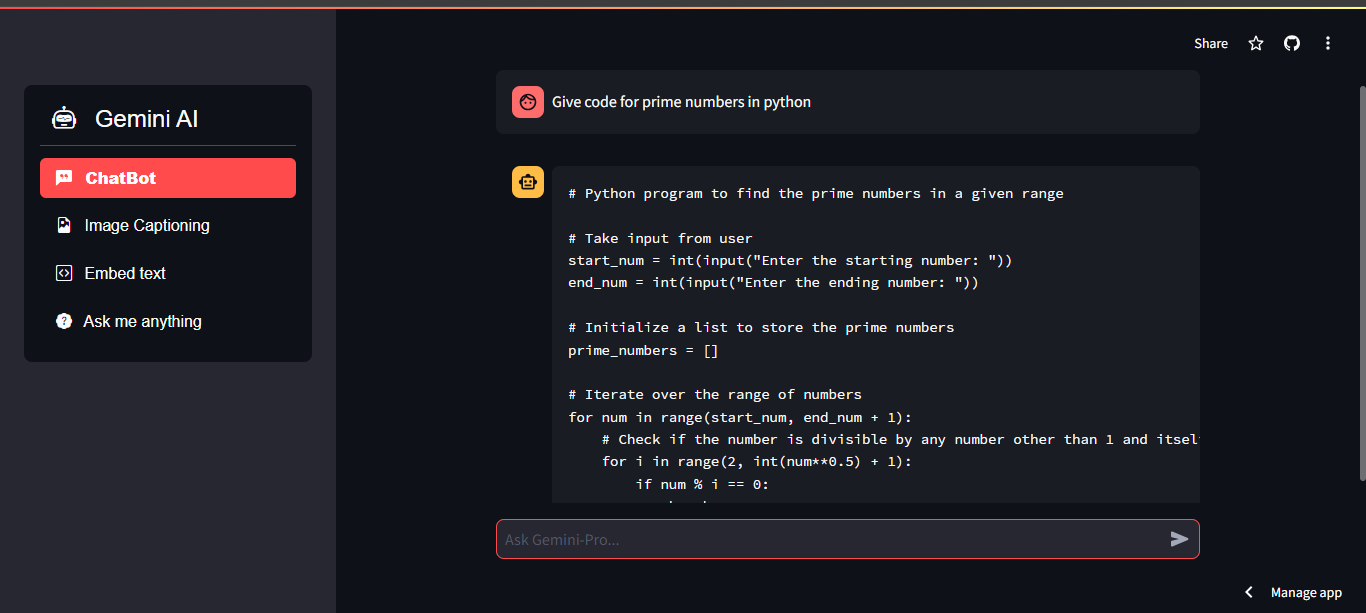 Share
Gemini AI
ChatBot
Image Captioning
Embed text
Ask me anything
Give code for prime numbers in python
# Python program to find the prime numbers in a given range
# Take input from user
start_num = int(input("Enter the starting number: "))
end_num = int(input("Enter the ending number: "))
# Initialize a list to store the prime numbers
prime_numbers = []
# Iterate over the range of numbers
for num in range(start_num, end_num + 1):
    # Check if the number is divisible by any number other than 1 and itsel
    for i in range(2, int(num**0.5) + 1):
        if num % i == 0:
Ask Gemini-Pro...
Manage app